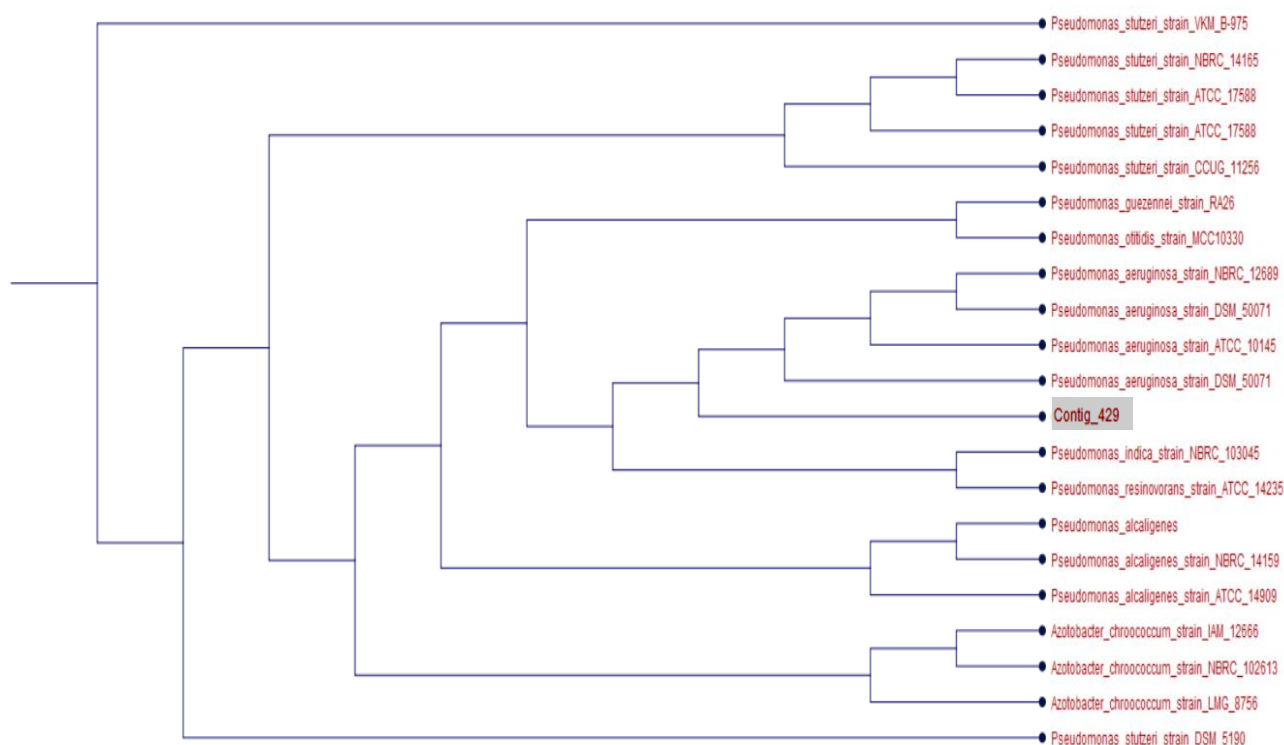 Pseudomonas_stutzeri_strain_VKM_B-975
Pseudomonas_stutzeri_strain_NBRC_14165
Pseudomonas_stutzeri_strain_ATCC_17588
Pseudomonas_stutzeri_strain_ATCC_17588
Pseudomonas_stutzeri_strain_CCUG_11256
Pseudomonas_guezennei_strain_RA26
Pseudomonas_otitidis_strain_MCC10330
Pseudomonas_aeruginosa_strain_NBRC_12689
Pseudomonas_aeruginosa_strain_DSM_50071
Pseudomonas_aeruginosa_strain_ATCC_10145
Pseudomonas_aeruginosa_strain_DSM_50071
Contig_429
Pseudomonas_indica_strain_NBRC_103045
Pseudomonas_resinovorans_strain_ATCC_14235
Pseudomonas_alcaligenes
Pseudomonas_alcaligenes_strain_NBRC_14159
Pseudomonas_alcaligenes_strain_ATCC_14909
Azotobacter_chroococcum_strain_IAM_12666
Azotobacter_chroococcum_strain_NBRC_102613
Azotobacter_chroococcum_strain_LMG_8756
Pseudomonas_stutzeri_strain_DSM_5190